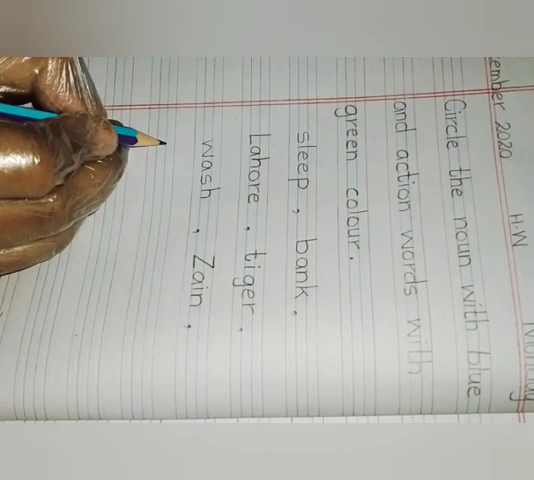 ember 2020 H.W Monday
Circle the noun with blue
and action words with
green colour.
sleep, bank,
Lahore, tiger,
wash, Zain,